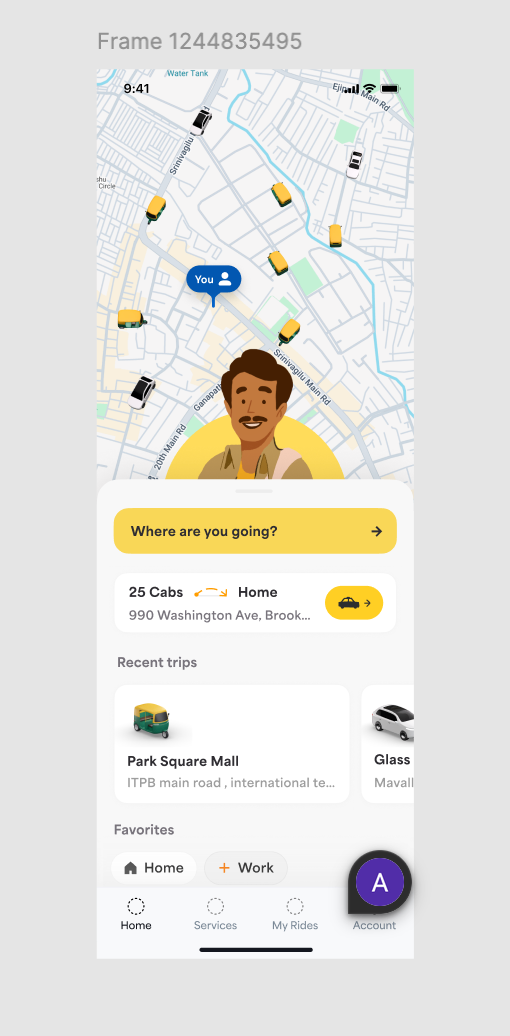 Frame 1244835495
Water Tank
9:41
Main Rd
Srinivagilu
Circle
You
Srinivagilu Main Rd
20th Main Rd
Where are you going?
25 Cabs Home
990 Washington Ave, Brook...
Recent trips
Park Square Mall
ITPB main road , international te...
Glass
Mavall
Favorites
Home
Work
A
Home
Services
My Rides
Account